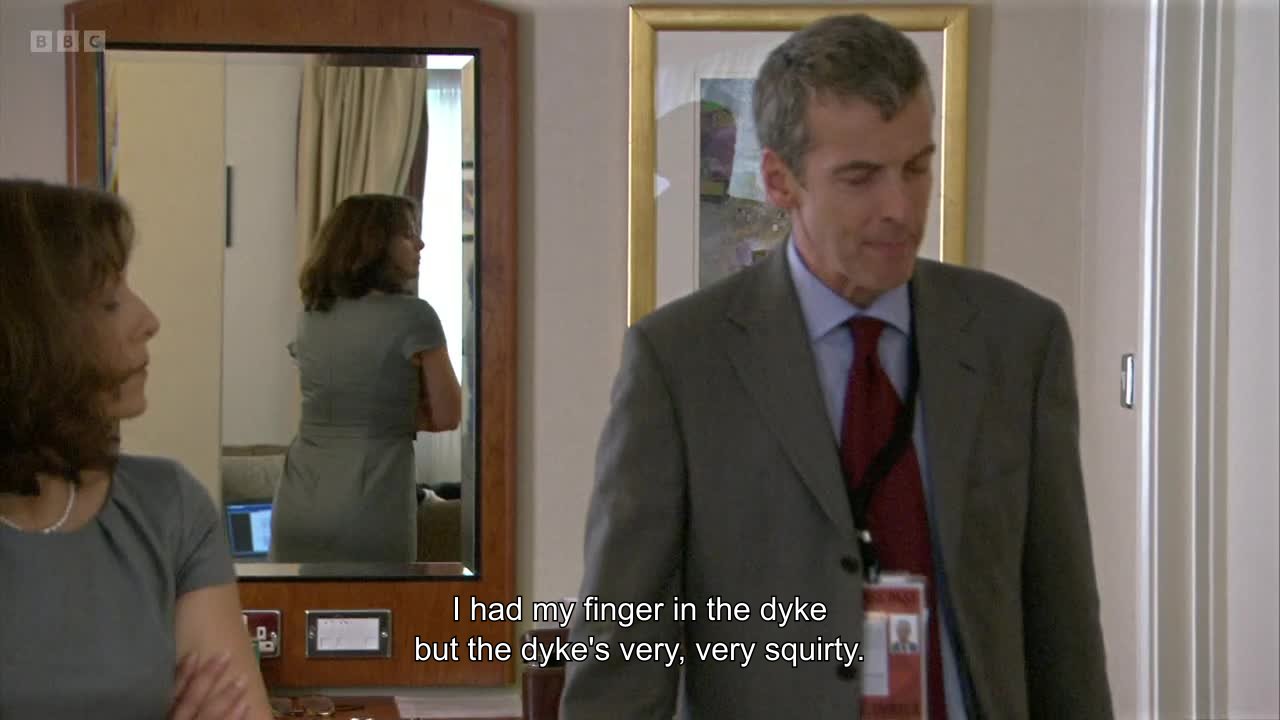 BBC
I had my finger in the dyke
but the dyke's very, very squirty.